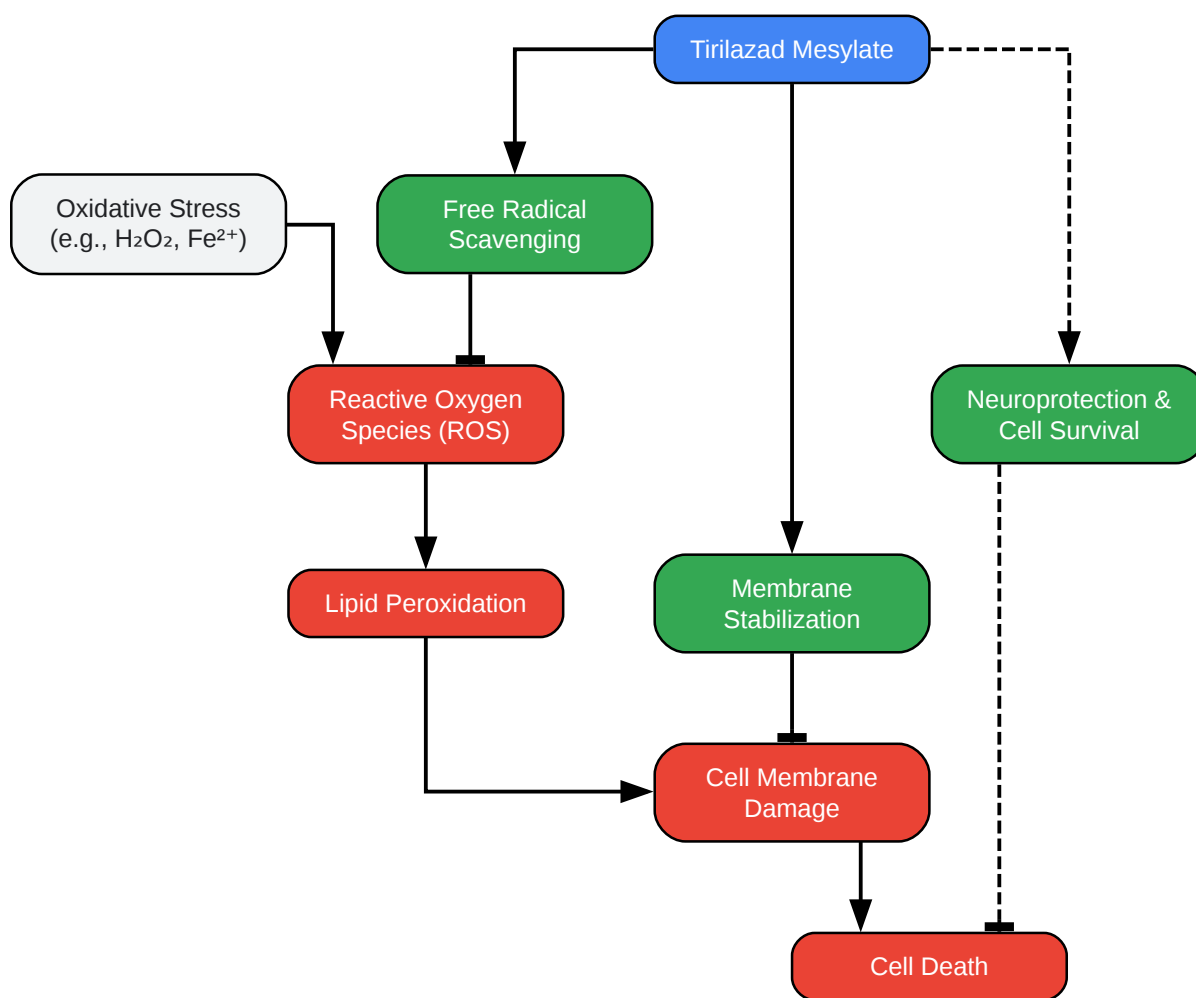 Tirilazad Mesylate
Oxidative Stress
(e.g., H₂O₂, Fe²⁺)
Free Radical
Scavenging
Reactive Oxygen
Species (ROS)
Neuroprotection &
Cell Survival
Lipid Peroxidation
Membrane
Stabilization
Cell Membrane
Damage
Cell Death